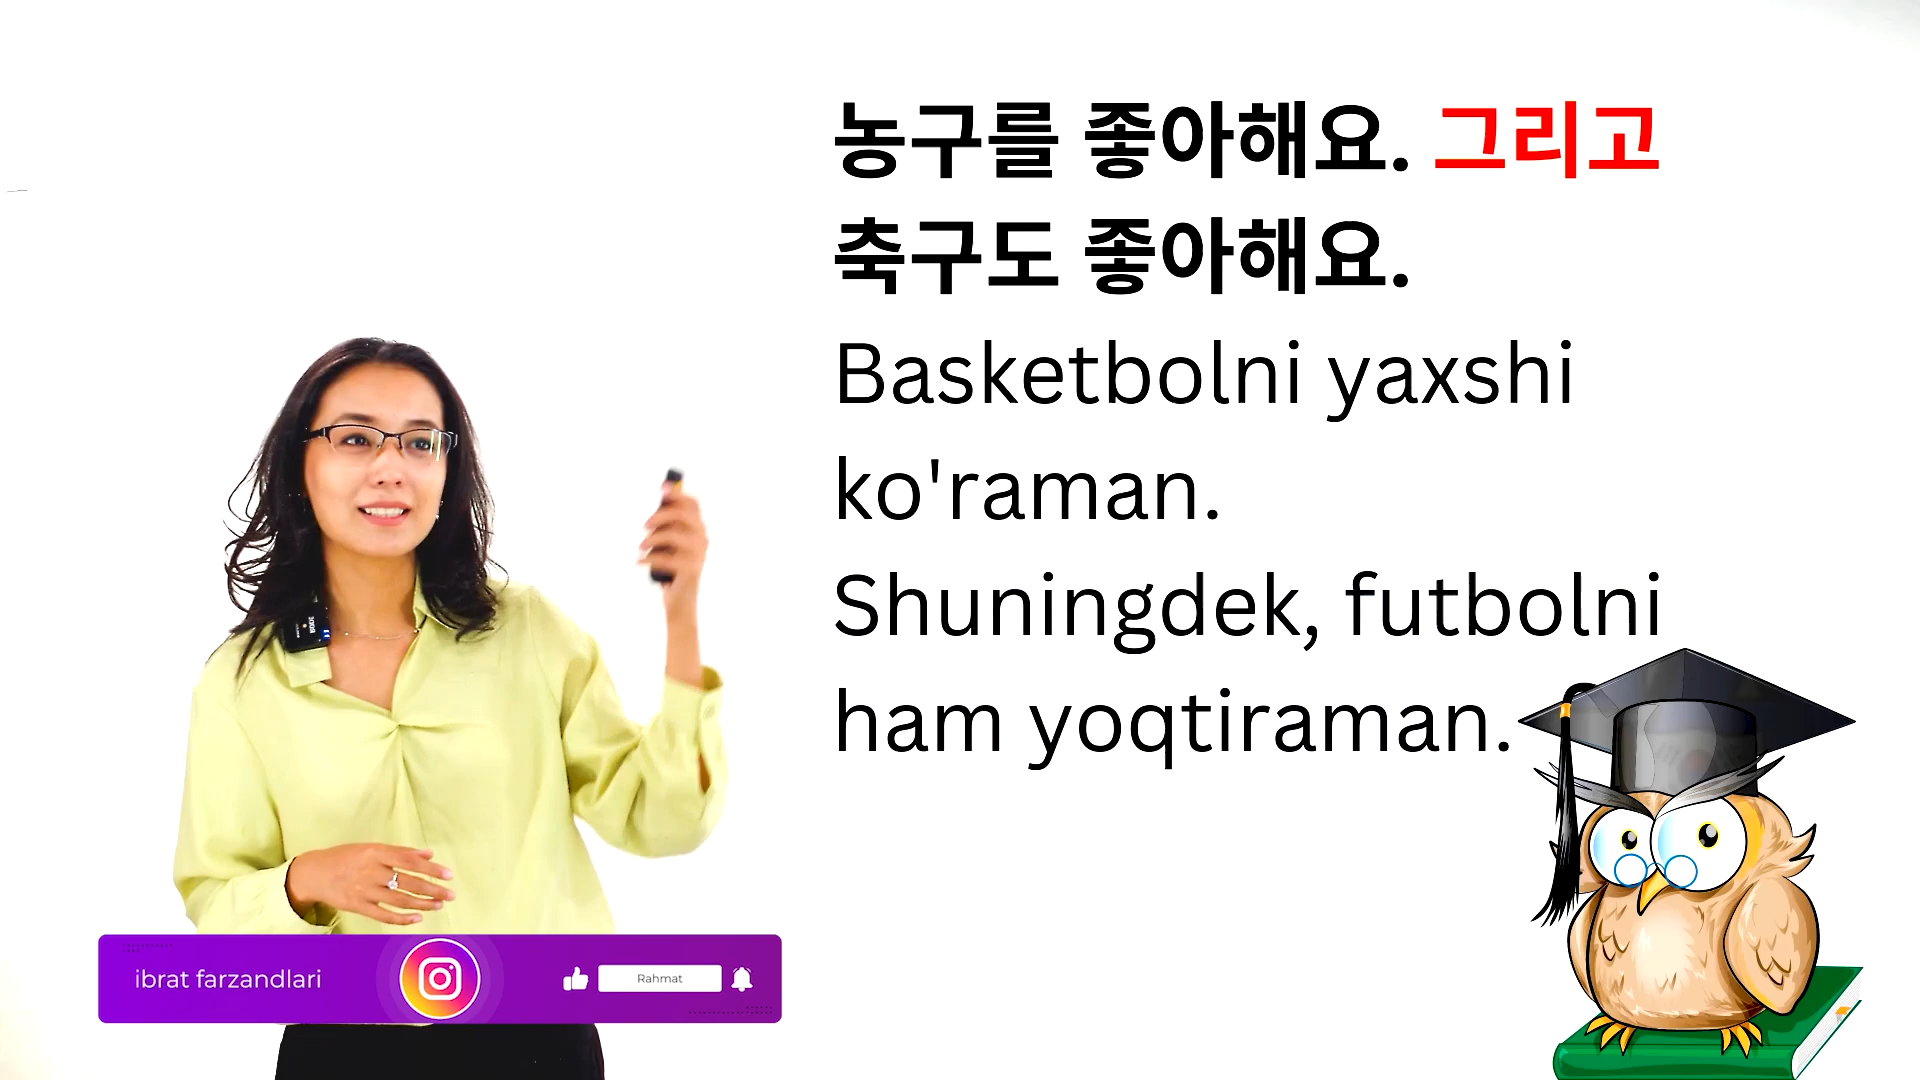 농구를 좋아해요. 그리고
축구도 좋아해요.
Basketbolni yaxshi
ko'raman.
Shuningdek, futbolni
ham yoqtiraman.
ibrat farzandlari
Rahmat